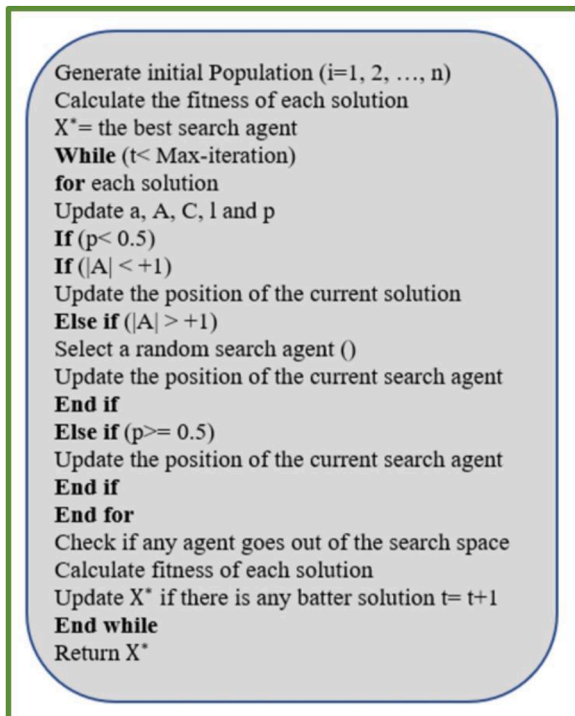 Generate initial Population (i=1, 2, …, n)
Calculate the fitness of each solution
X*= the best search agent
While (t< Max-iteration)
for each solution
Update a, A, C, l and p
If (p< 0.5)
If (|A| < +1)
Update the position of the current solution
Else if (|A| > +1)
Select a random search agent ()
Update the position of the current search agent
End if
Else if (p>= 0.5)
Update the position of the current search agent
End if
End for
Check if any agent goes out of the search space
Calculate fitness of each solution
Update X* if there is any batter solution t= t+1
End while
Return X*